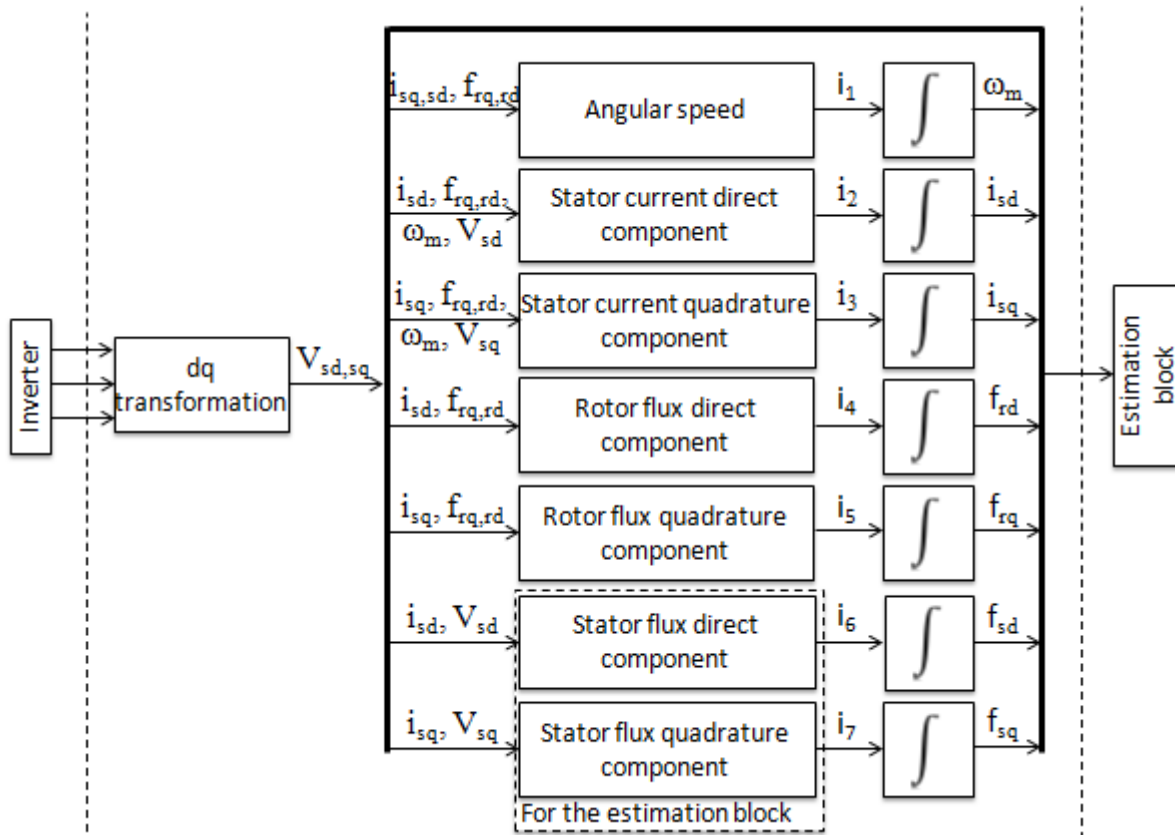 Inverter
dq
transformation
V_sd,sq
i_sq,sd, f_rq,rd
Angular speed
i_1
∫
ω_m
i_sd, f_rq,rd,
ω_m, V_sd
Stator current direct
component
i_2
∫
i_sd
i_sq, f_rq,rd,
ω_m, V_sq
Stator current quadrature
component
i_3
∫
i_sq
i_sd, f_rq,rd
Rotor flux direct
component
i_4
∫
f_rd
i_sq, f_rq,rd
Rotor flux quadrature
component
i_5
∫
f_rq
i_sd, V_sd
Stator flux direct
component
i_6
∫
f_sd
i_sq, V_sq
Stator flux quadrature
component
i_7
∫
f_sq
For the estimation block
Estimation
block